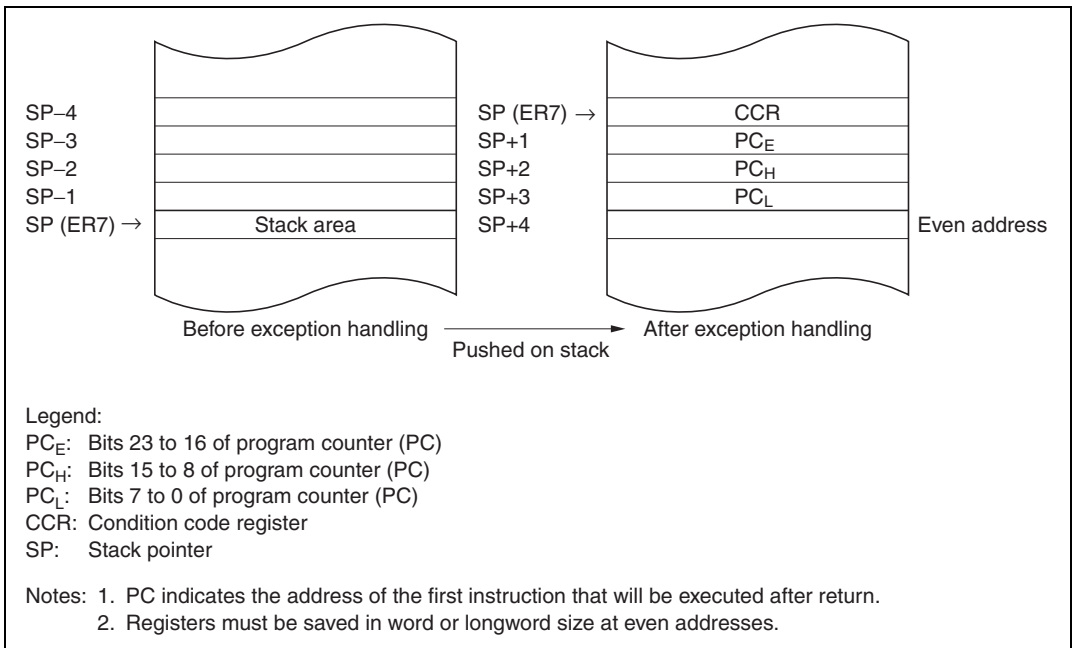 SP–4 SP (ER7) → CCR
SP–3 SP+1 PCE
SP–2 SP+2 PCH
SP–1 SP+3 PCL
SP (ER7) → Stack area SP+4 Even address
Before exception handling After exception handling
Pushed on stack
Legend:
PCE: Bits 23 to 16 of program counter (PC)
PCH: Bits 15 to 8 of program counter (PC)
PCL: Bits 7 to 0 of program counter (PC)
CCR: Condition code register
SP: Stack pointer
Notes: 1. PC indicates the address of the first instruction that will be executed after return.
2. Registers must be saved in word or longword size at even addresses.